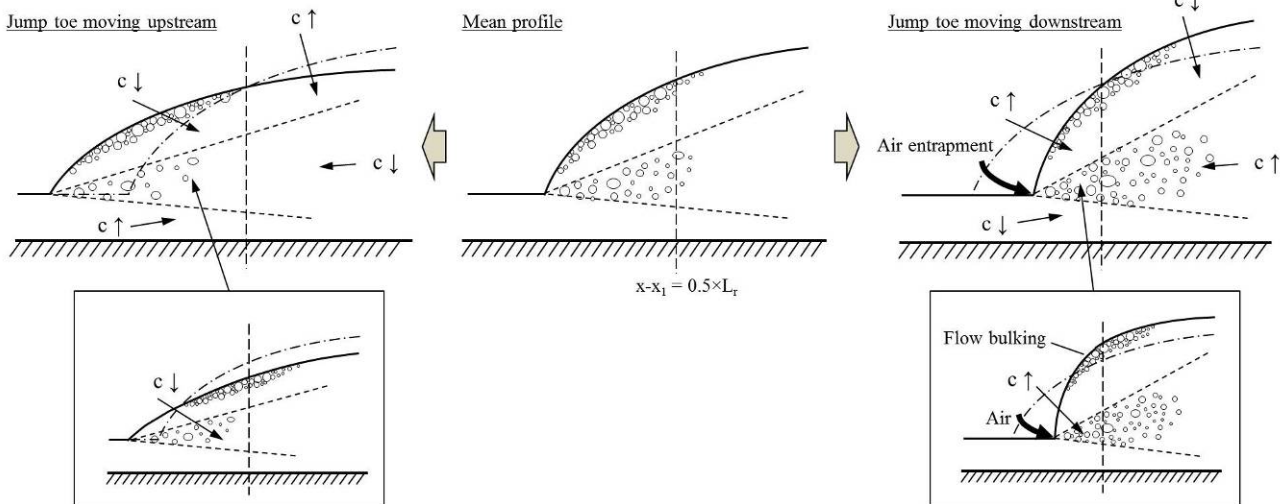 Jump toe moving upstream
c ↑
c ↓
c ↓
c ↑
c ↓
Mean profile
x-x₁ = 0.5×Lᵣ
Jump toe moving downstream
c ↓
c ↑
Air entrapment
c ↑
c ↓
Flow bulking
c ↑
Air